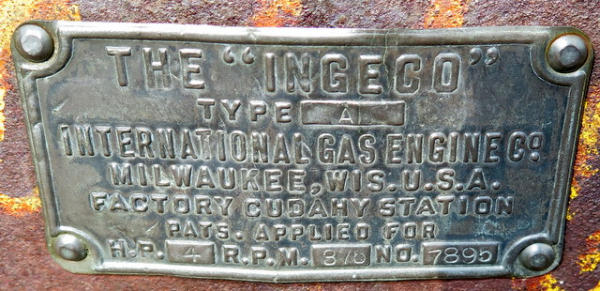 THE "INGECO"
TYPE A
INTERNATIONAL GAS ENGINE CO.
MILWAUKEE, WIS. U.S.A.
FACTORY CUDAHY STATION
PATS. APPLIED FOR
H.P. 4 R.P.M. NO. 7895